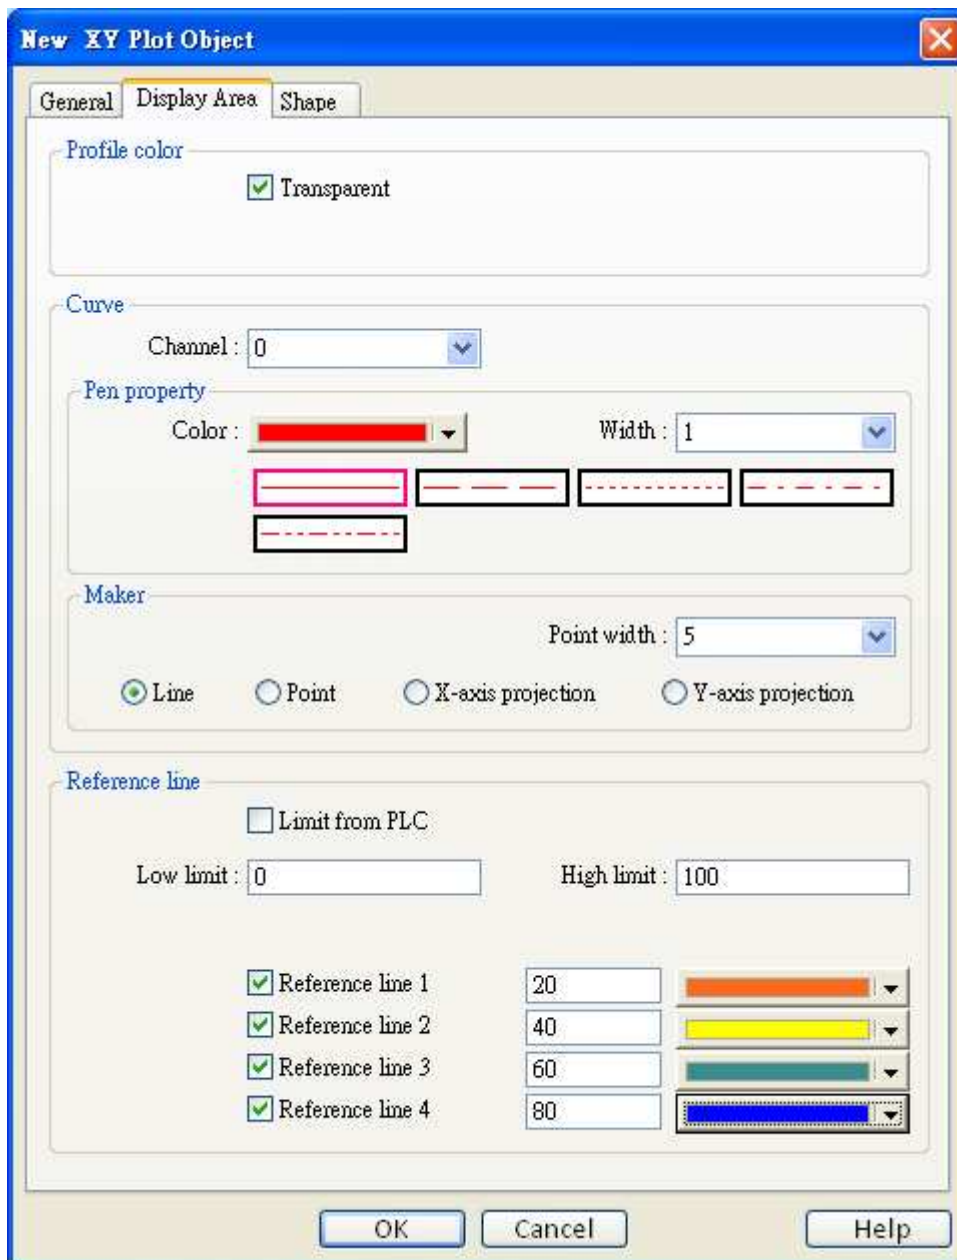 New XY Plot Object
General Display Area Shape
Profile color
Transparent
Curve
Channel : 0
Pen property
Color : Width : 1
Maker
Point width : 5
Line Point X-axis projection Y-axis projection
Reference line
Limit from PLC
Low limit : 0 High limit : 100
Reference line 1 20
Reference line 2 40
Reference line 3 60
Reference line 4 80
OK Cancel Help